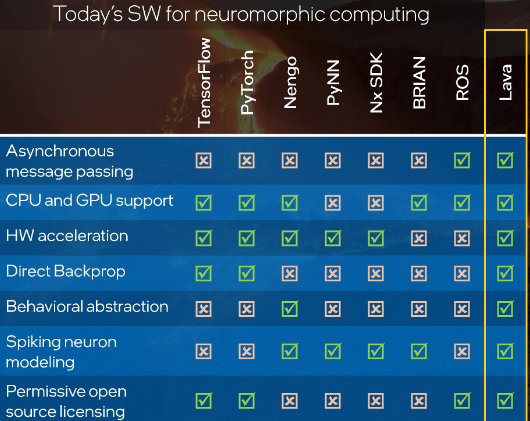 Today's SW for neuromorphic computing
TensorFlow
PyTorch
Nengo
PyNN
Nx SDK
BRIAN
ROS
Lava
Asynchronous
message passing
CPU and GPU support
HW acceleration
Direct Backprop
Behavioral abstraction
Spiking neuron
modeling
Permissive open
source licensing